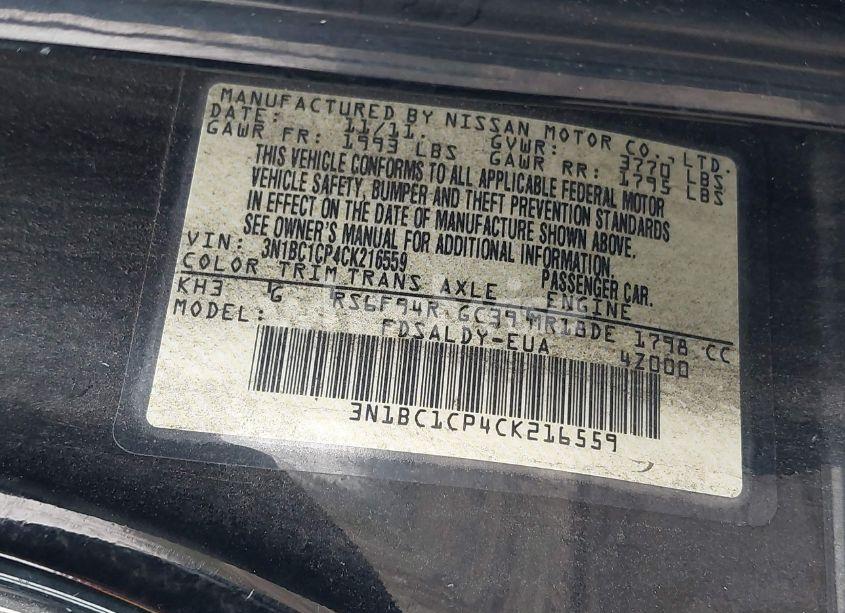 MANUFACTURED BY NISSAN MOTOR CO., LTD.
DATE: 11/11. GVWR: 3770 LBS
GAWR FR: 1993 LBS GAWR RR: 1795 LBS
THIS VEHICLE CONFORMS TO ALL APPLICABLE FEDERAL MOTOR
VEHICLE SAFETY, BUMPER AND THEFT PREVENTION STANDARDS
IN EFFECT ON THE DATE OF MANUFACTURE SHOWN ABOVE.
SEE OWNER'S MANUAL FOR ADDITIONAL INFORMATION.
VIN: 3N1BC1CP4CK216559 PASSENGER CAR.
COLOR TRIM TRANS AXLE ENGINE
KH3 G RS6F94R GC39 MR18DE 1798 CC
MODEL: FDSALDY-EUA 4Z000
3N1BC1CP4CK216559